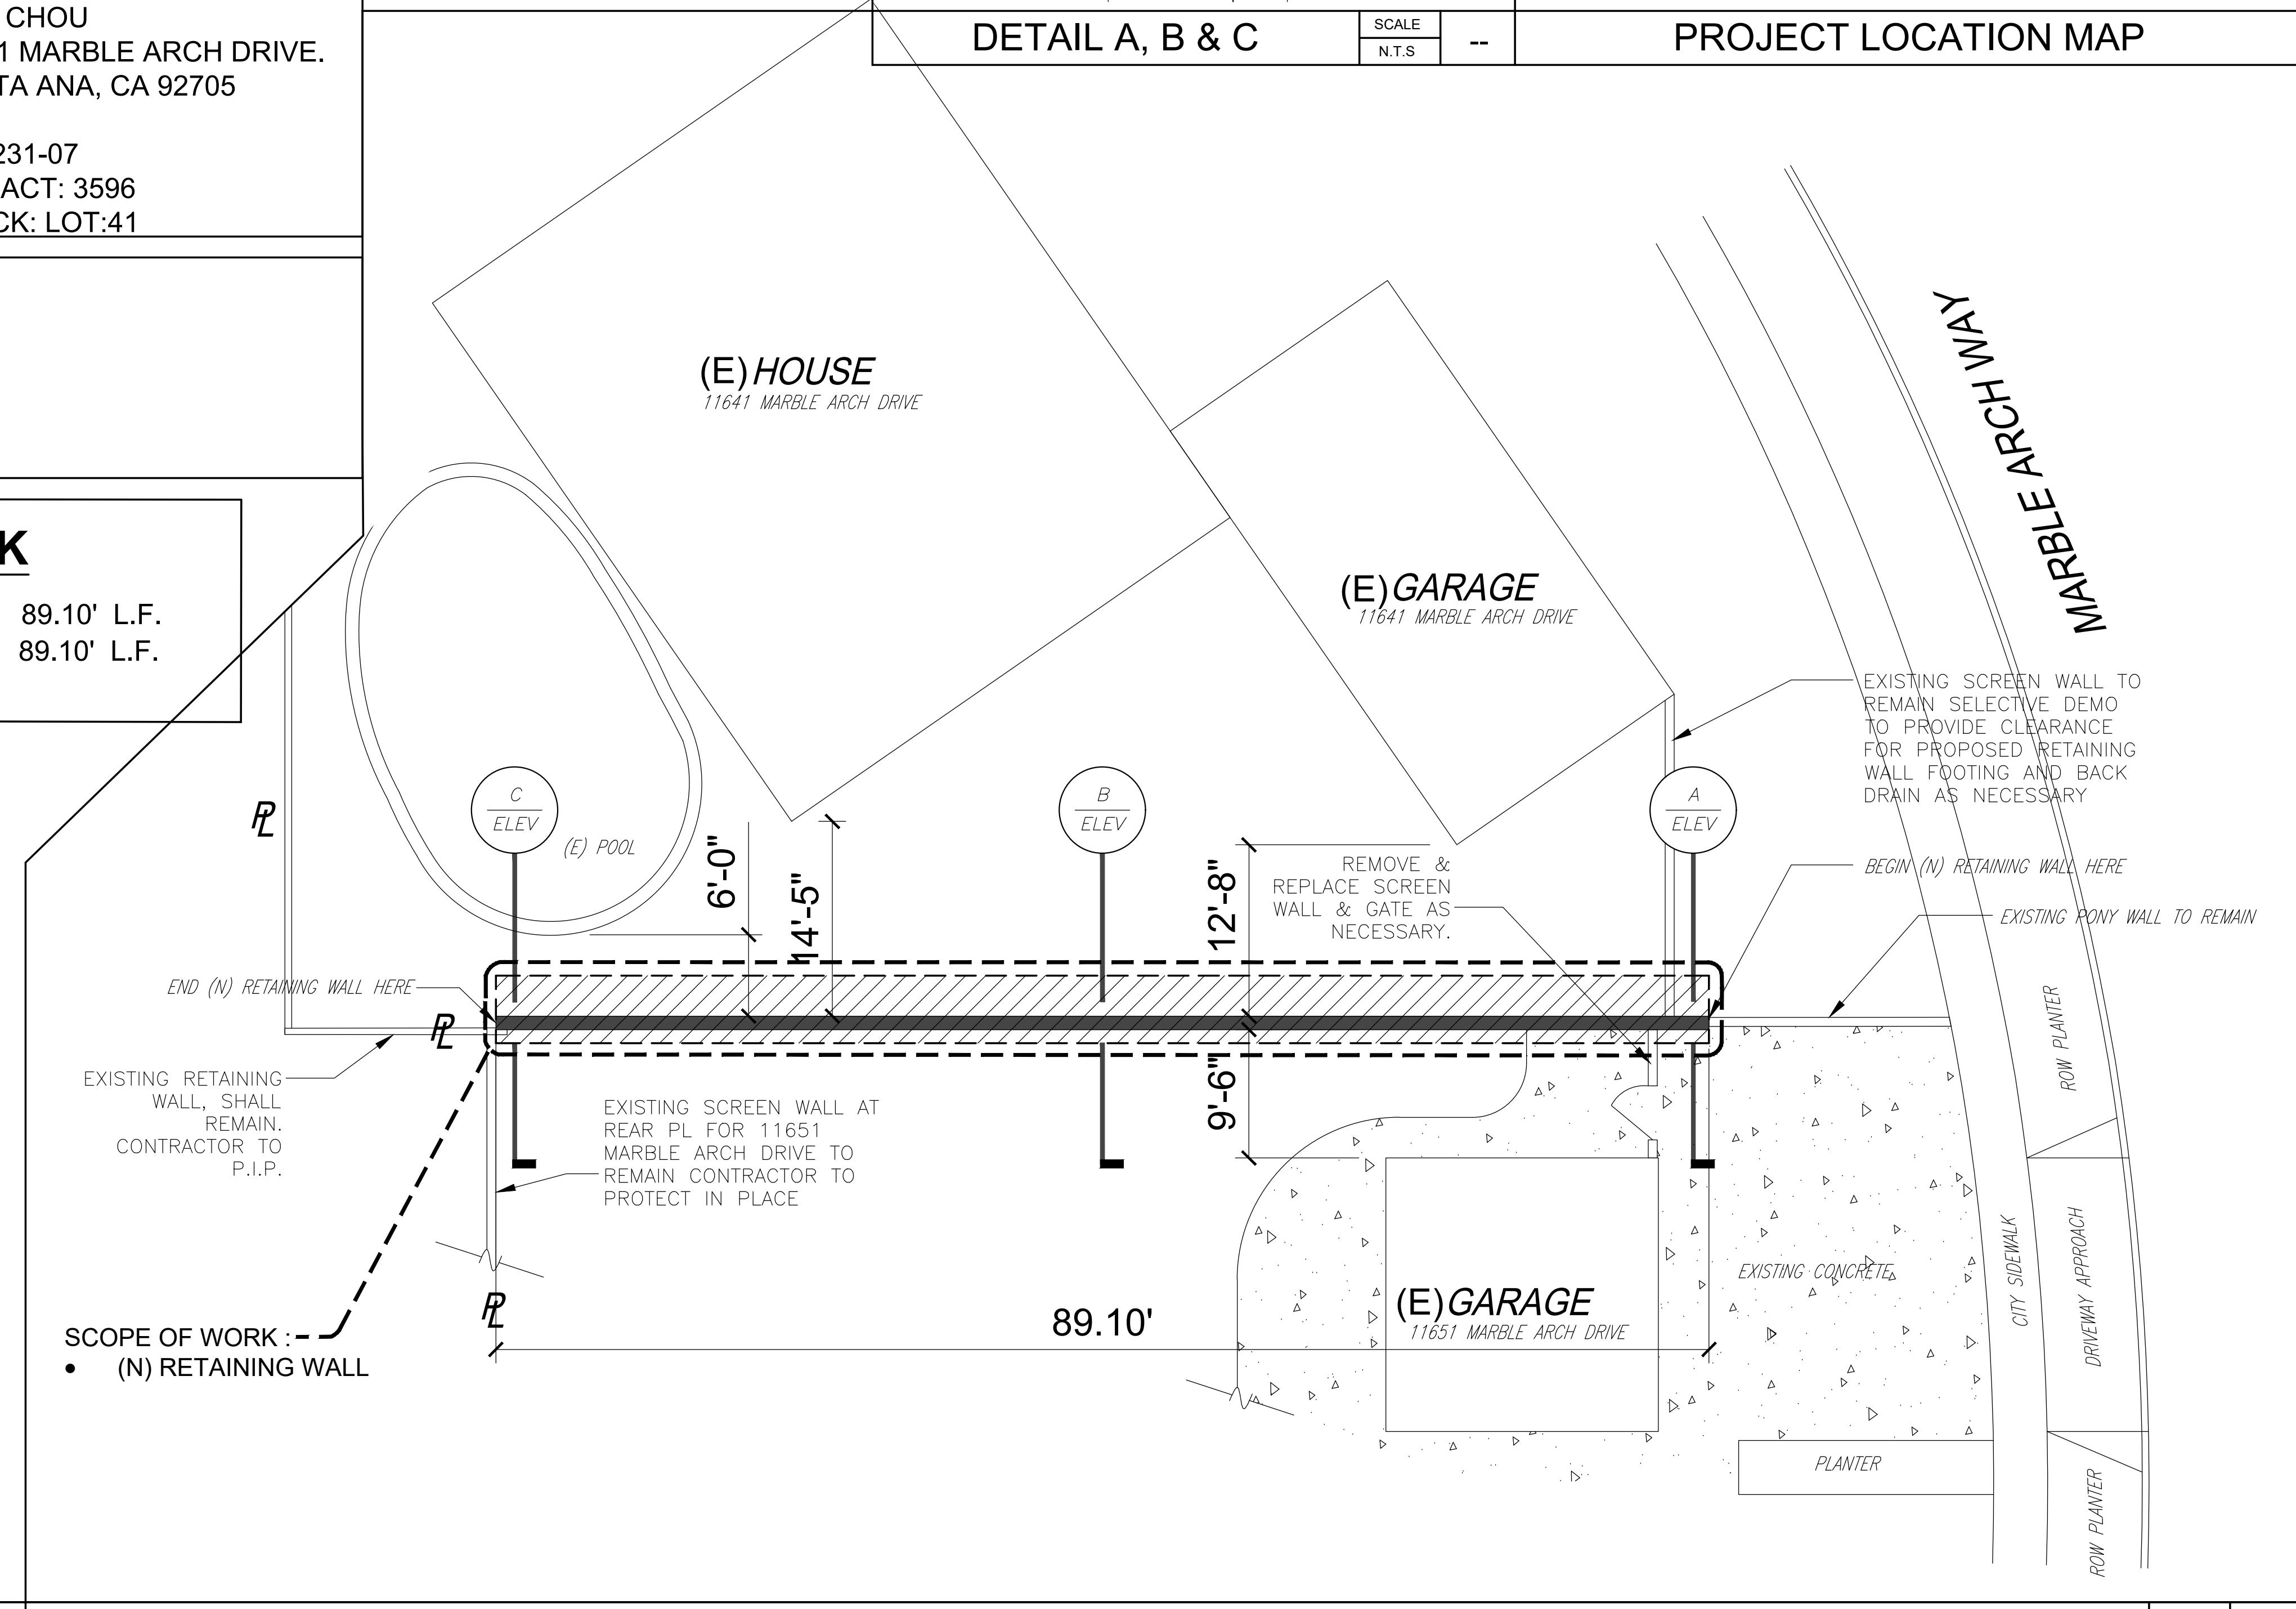 CHOU
1 MARBLE ARCH DRIVE.
TA ANA, CA 92705
231-07
ACT: 3596
CK: LOT:41
DETAIL A, B & C
SCALE
N.T.S
--
PROJECT LOCATION MAP
K
89.10' L.F.
89.10' L.F.
(E) HOUSE
11641 MARBLE ARCH DRIVE
(E) GARAGE
11641 MARBLE ARCH DRIVE
MARBLE ARCH WAY
EXISTING SCREEN WALL TO
REMAIN SELECTIVE DEMO
TO PROVIDE CLEARANCE
FOR PROPOSED RETAINING
WALL FOOTING AND BACK
DRAIN AS NECESSARY
PL
C
ELEV
(E) POOL
6'-0"
14'-5"
B
ELEV
12'-8"
REMOVE &
REPLACE SCREEN
WALL & GATE AS
NECESSARY.
A
ELEV
BEGIN (N) RETAINING WALL HERE
EXISTING PONY WALL TO REMAIN
END (N) RETAINING WALL HERE
PL
EXISTING RETAINING
WALL, SHALL
REMAIN.
CONTRACTOR TO
P.I.P.
EXISTING SCREEN WALL AT
REAR PL FOR 11651
MARBLE ARCH DRIVE TO
REMAIN CONTRACTOR TO
PROTECT IN PLACE
9'-6"
ROW PLANTER
CITY SIDEWALK
DRIVEWAY APPROACH
EXISTING CONCRETE
PL
89.10'
(E) GARAGE
11651 MARBLE ARCH DRIVE
SCOPE OF WORK :
• (N) RETAINING WALL
PLANTER
ROW PLANTER